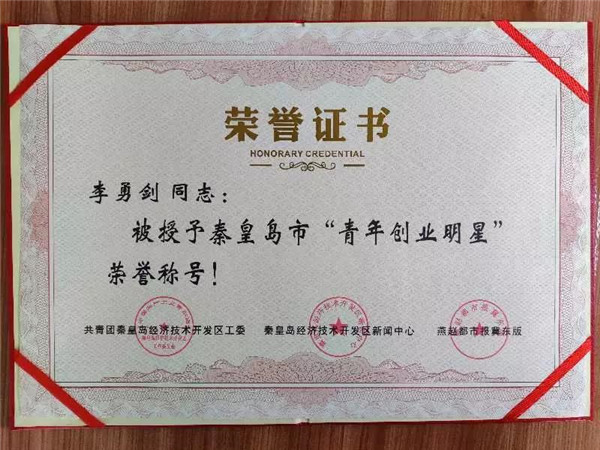 荣誉证书
HONORARY CREDENTIAL
李勇剑 同志：
被授予秦皇岛市“青年创业明星”
荣誉称号！
共青团秦皇岛经济技术开发区工委 秦皇岛经济技术开发区新闻中心 燕赵都市报冀东版